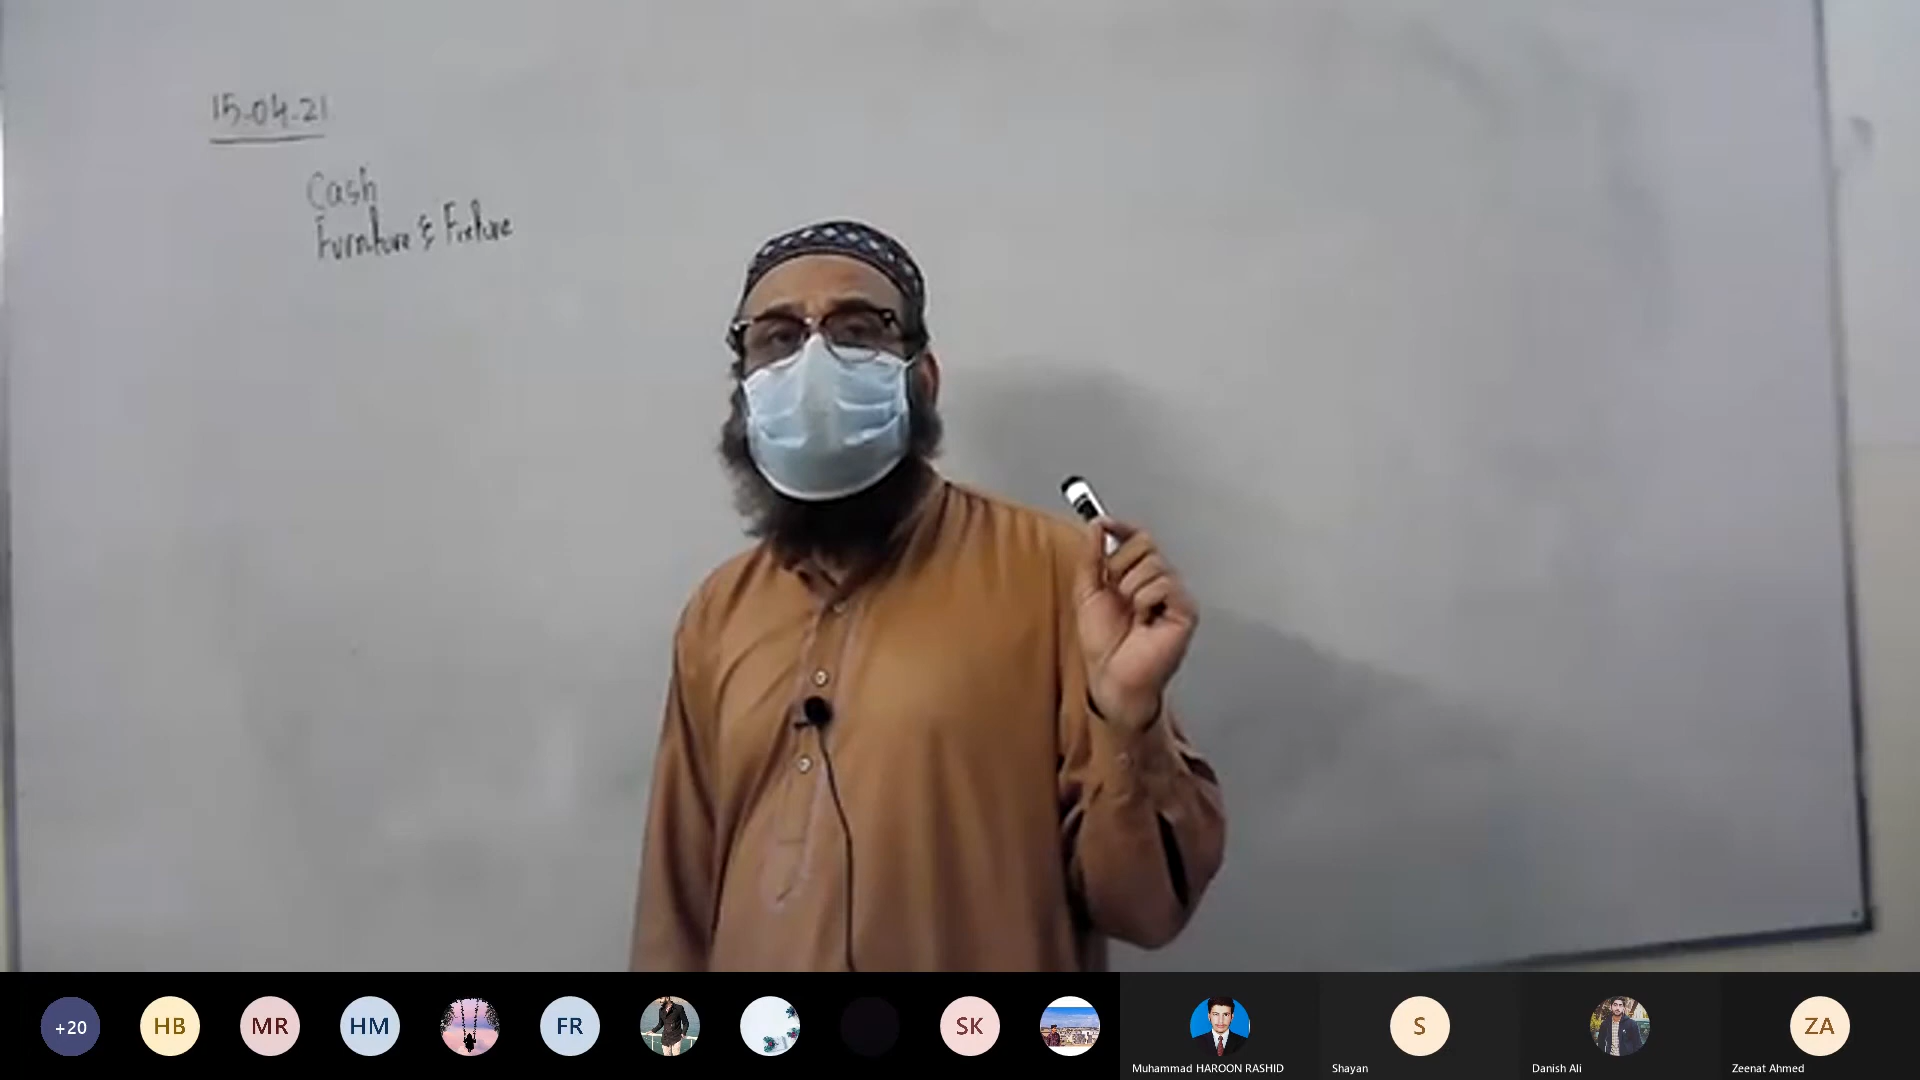 15-04-21
Cash
Furniture & Fixture
+20
HB
MR
HM
FR
SK
S
ZA
Muhammad HAROON RASHID
Shayan
Danish Ali
Zeenat Ahmed